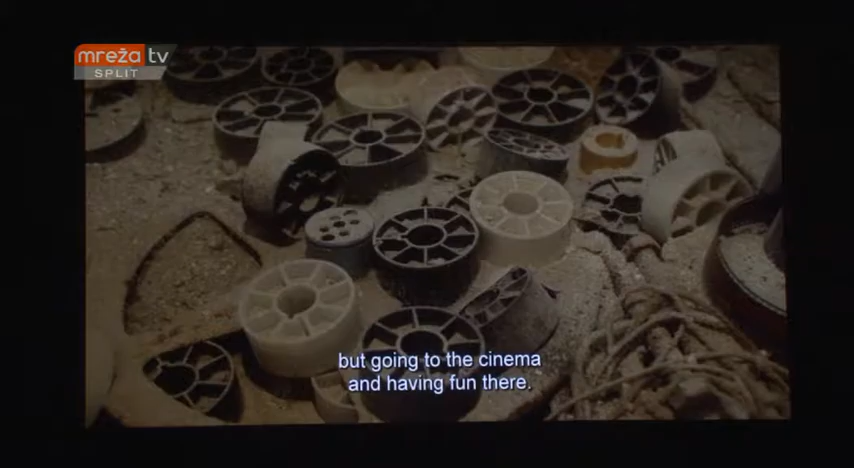 mreža tv
SPLIT
but going to the cinema
and having fun there.